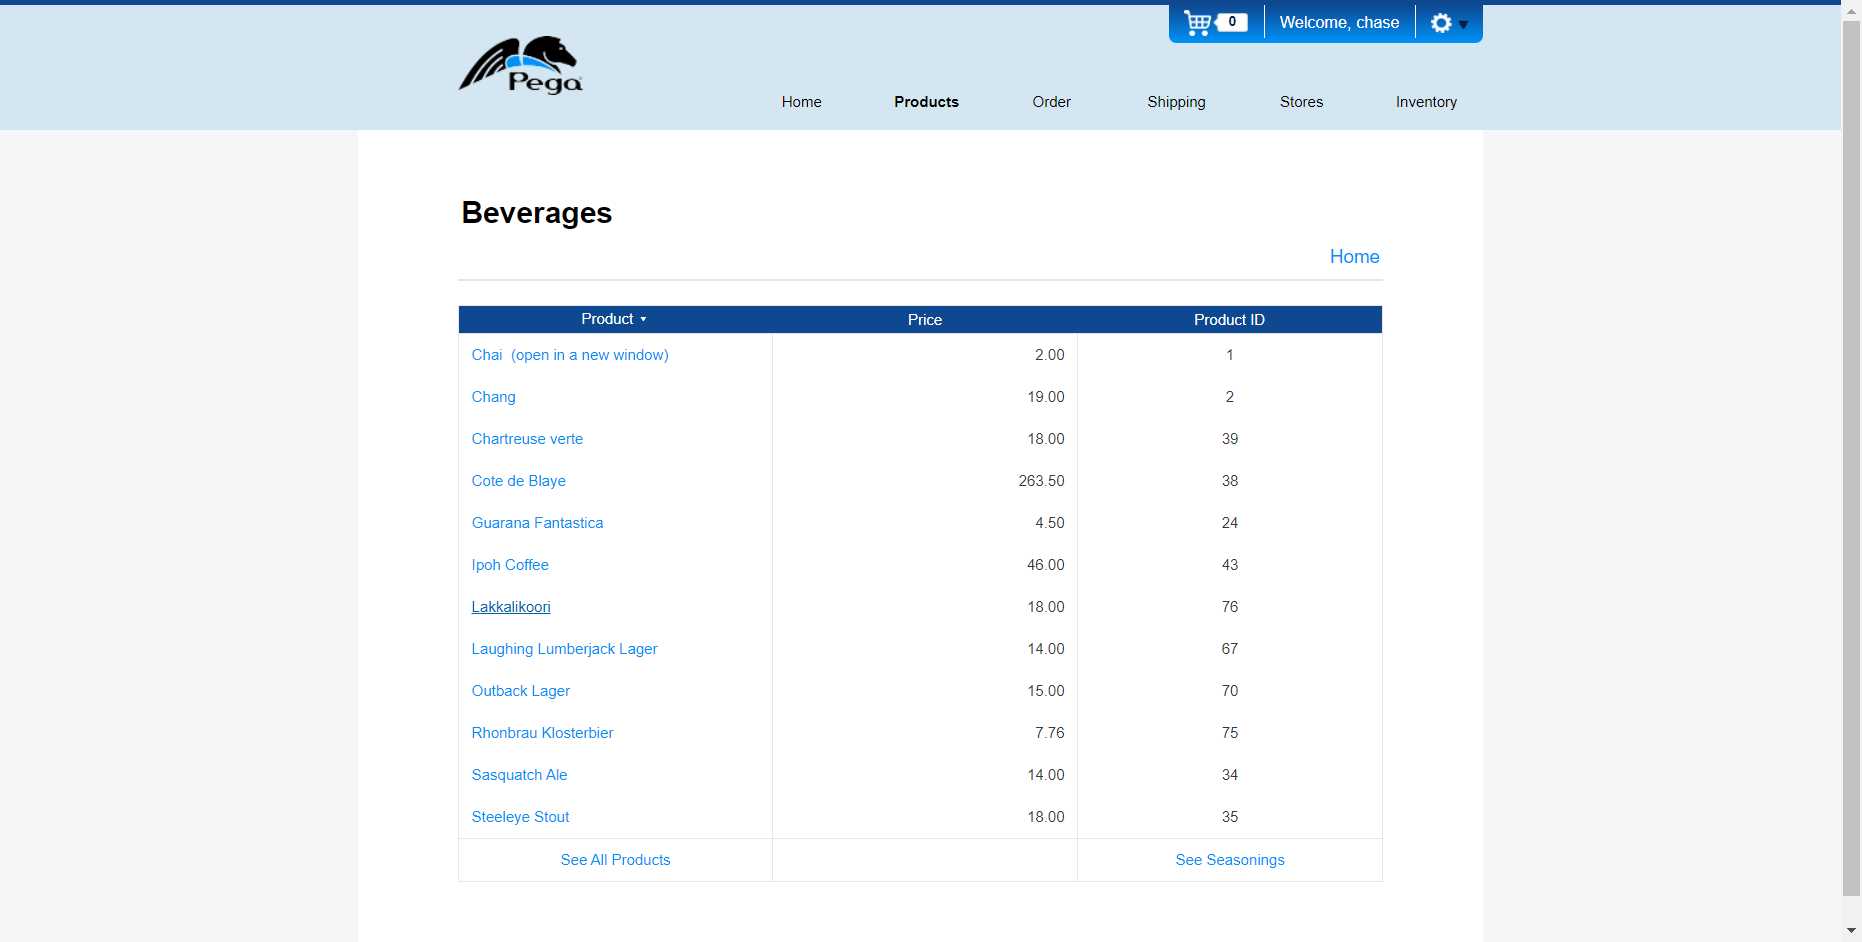 0 Welcome, chase
Pega
Home Products Order Shipping Stores Inventory
Beverages
Home
Product Price Product ID
Chai (open in a new window) 2.00 1
Chang 19.00 2
Chartreuse verte 18.00 39
Cote de Blaye 263.50 38
Guarana Fantastica 4.50 24
Ipoh Coffee 46.00 43
Lakkalikoori 18.00 76
Laughing Lumberjack Lager 14.00 67
Outback Lager 15.00 70
Rhonbrau Klosterbier 7.76 75
Sasquatch Ale 14.00 34
Steeleye Stout 18.00 35
See All Products See Seasonings